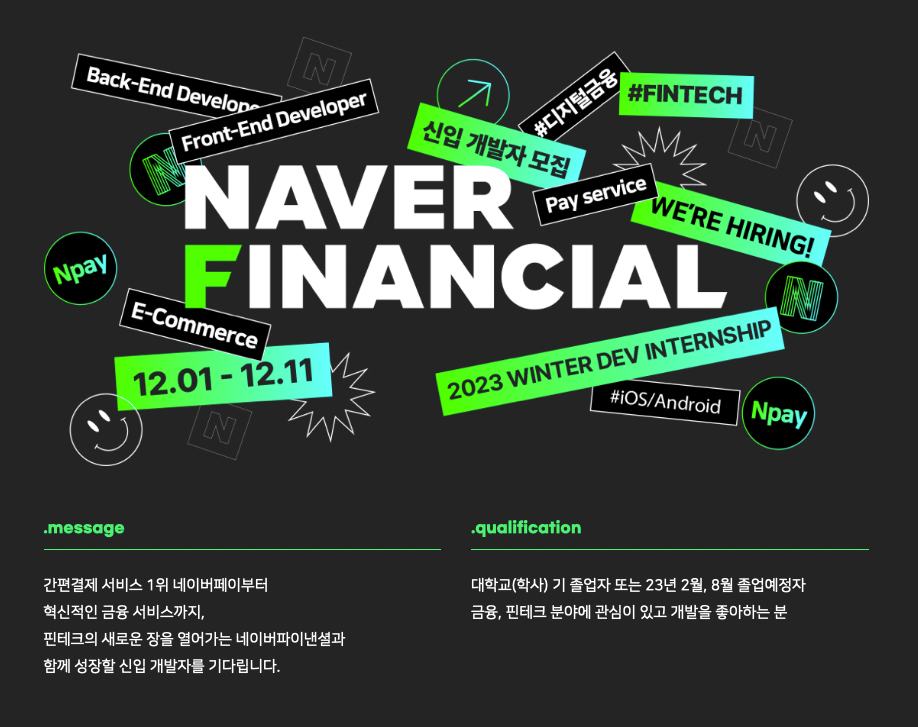 Back-End Develope
Front-End Developer
#디지털금융
#FINTECH
신입 개발자 모집
Pay service
WE'RE HIRING!
NAVER
FINANCIAL
Npay
E-Commerce
12.01 - 12.11
2023 WINTER DEV INTERNSHIP
#iOS/Android
Npay
.message
간편결제 서비스 1위 네이버페이부터
혁신적인 금융 서비스까지,
핀테크의 새로운 장을 열어가는 네이버파이낸셜과
함께 성장할 신입 개발자를 기다립니다.
.qualification
대학교(학사) 기 졸업자 또는 23년 2월, 8월 졸업예정자
금융, 핀테크 분야에 관심이 있고 개발을 좋아하는 분